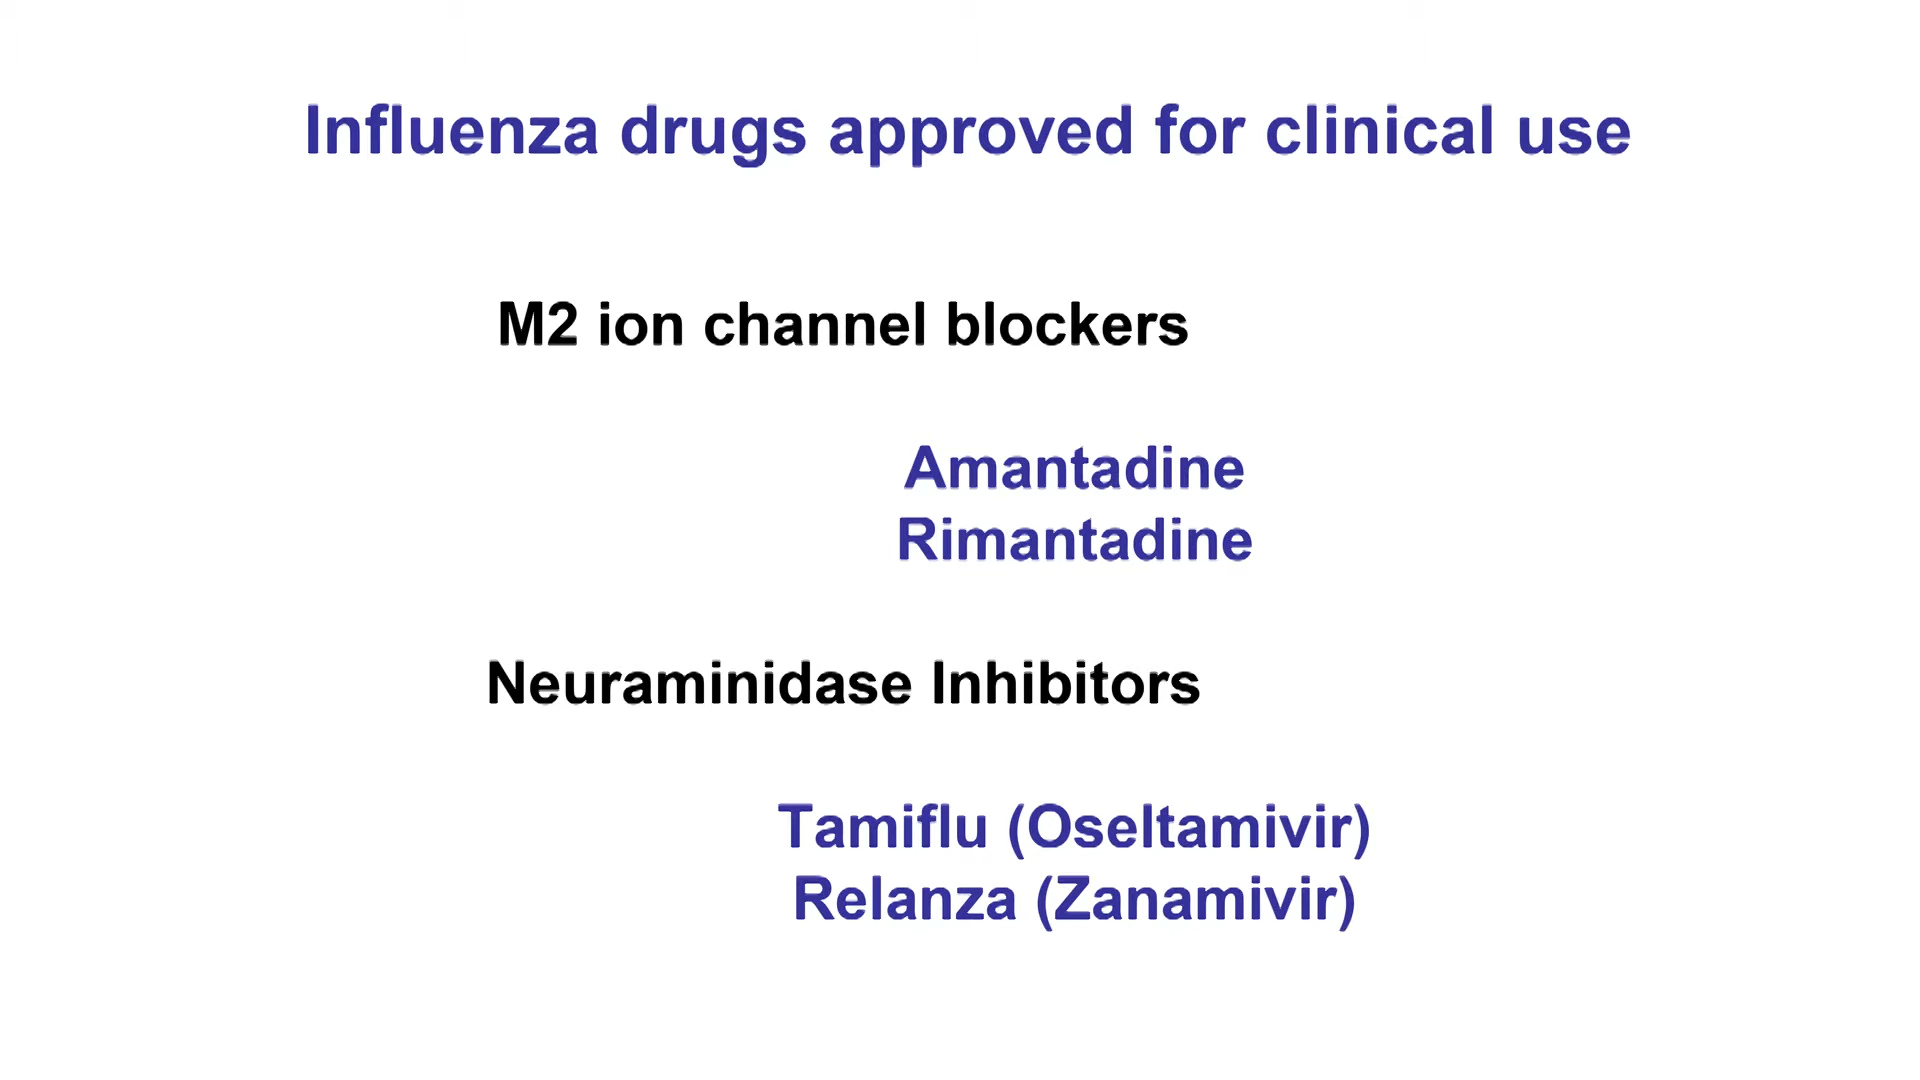 Influenza drugs approved for clinical use
M2 ion channel blockers
Amantadine
Rimantadine
Neuraminidase Inhibitors
Tamiflu (Oseltamivir)
Relanza (Zanamivir)